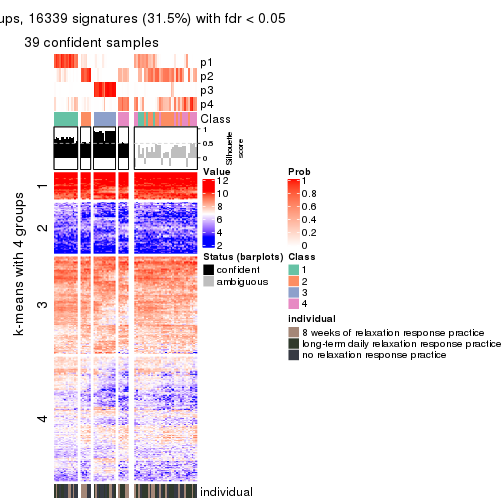 ups, 16339 signatures (31.5%) with fdr < 0.05
39 confident samples
p1
p2
p3
p4
Class
1
0.5
0
Silhouette
score
k-means with 4 groups
1
2
3
4
Value
12
10
8
6
4
2
Prob
1
0.8
0.6
0.4
0.2
0
Status (barplots)
confident
ambiguous
Class
1
2
3
4
individual
8 weeks of relaxation response practice
long-term daily relaxation response practice
no relaxation response practice
individual